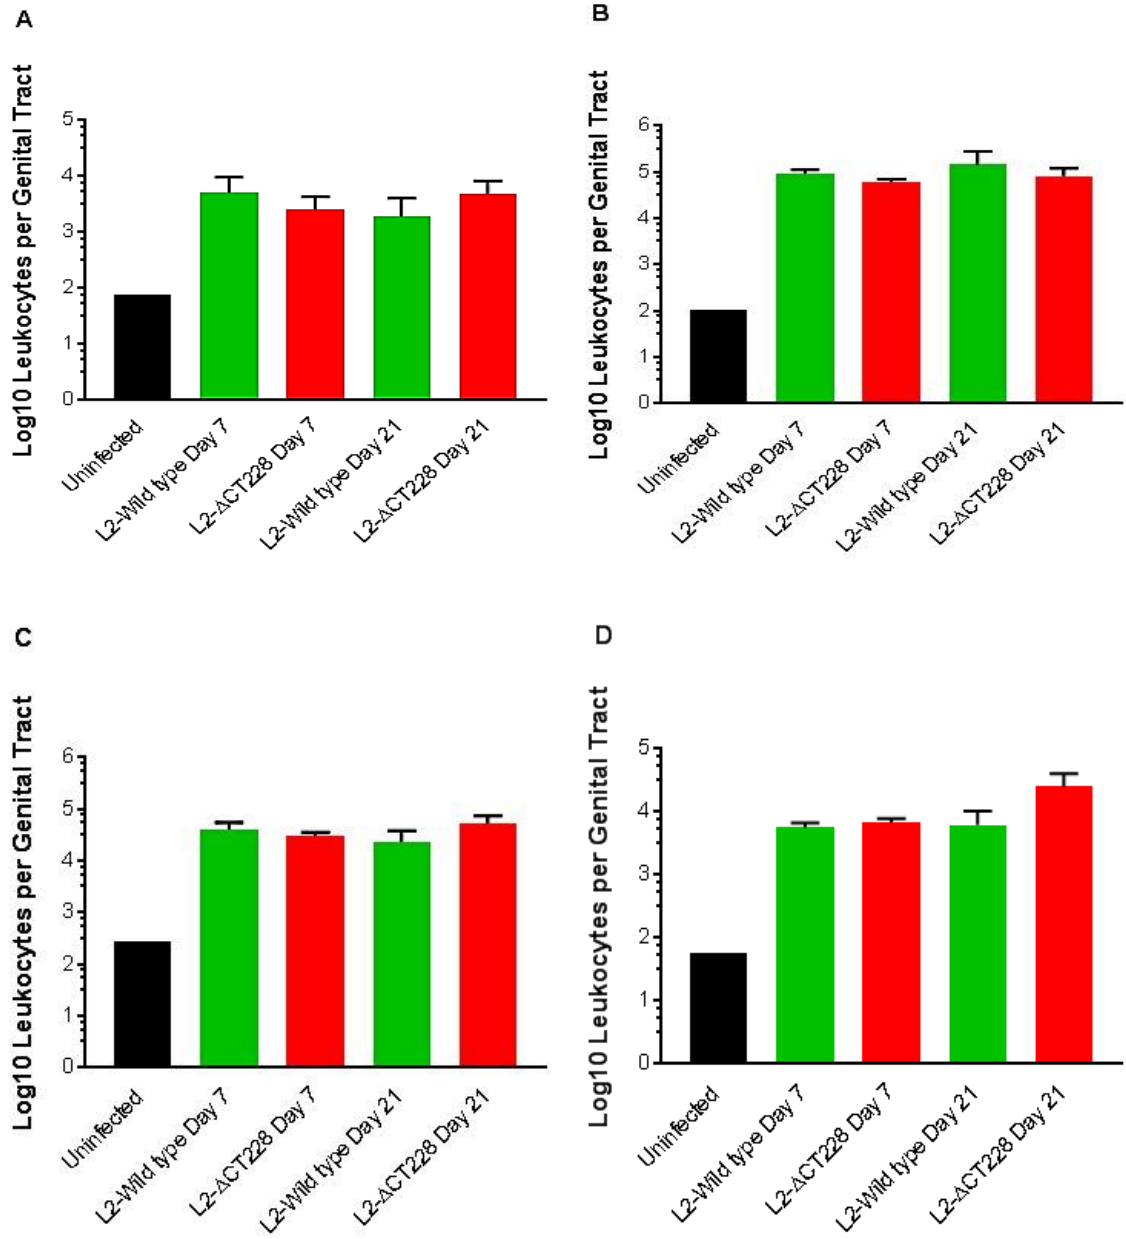 A
Log10 Leukocytes per Genital Tract
5
4
3
2
1
0
Uninfected
L2-Wild type Day 7
L2-ΔCT228 Day 7
L2-Wild type Day 21
L2-ΔCT228 Day 21
B
Log10 Leukocytes per Genital Tract
6
5
4
3
2
1
0
Uninfected
L2-Wild type Day 7
L2-ΔCT228 Day 7
L2-Wild type Day 21
L2-ΔCT228 Day 21
C
Log10 Leukocytes per Genital Tract
6
5
4
3
2
1
0
Uninfected
L2-Wild type Day 7
L2-ΔCT228 Day 7
L2-Wild type Day 21
L2-ΔCT228 Day 21
D
Log10 Leukocytes per Genital Tract
5
4
3
2
1
0
Uninfected
L2-Wild type Day 7
L2-ΔCT228 Day 7
L2-Wild type Day 21
L2-ΔCT228 Day 21